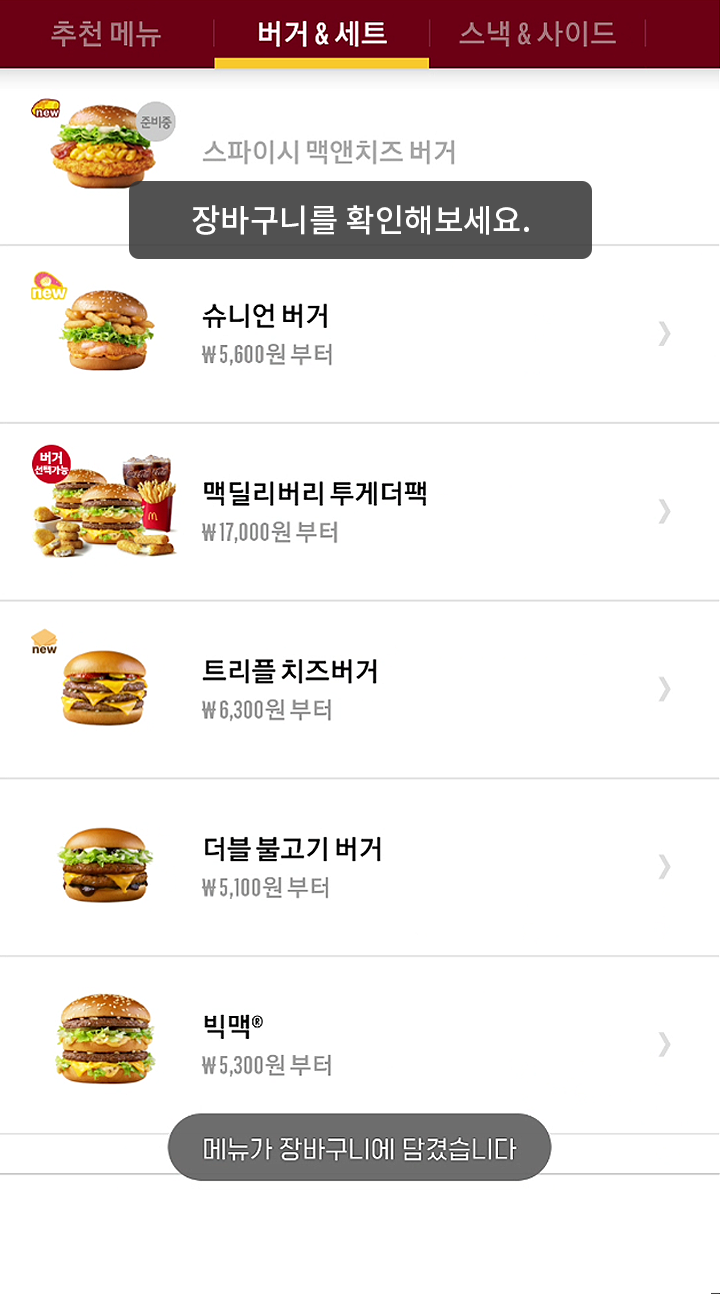 추천 메뉴
버거 & 세트
스낵 & 사이드
new
준비중
스파이시 맥앤치즈 버거
장바구니를 확인해보세요.
new
슈니언 버거
₩5,600원 부터
버거
선택가능
맥딜리버리 투게더팩
₩17,000원 부터
new
트리플 치즈버거
₩6,300원 부터
더블 불고기 버거
₩5,100원 부터
빅맥®
₩5,300원 부터
메뉴가 장바구니에 담겼습니다